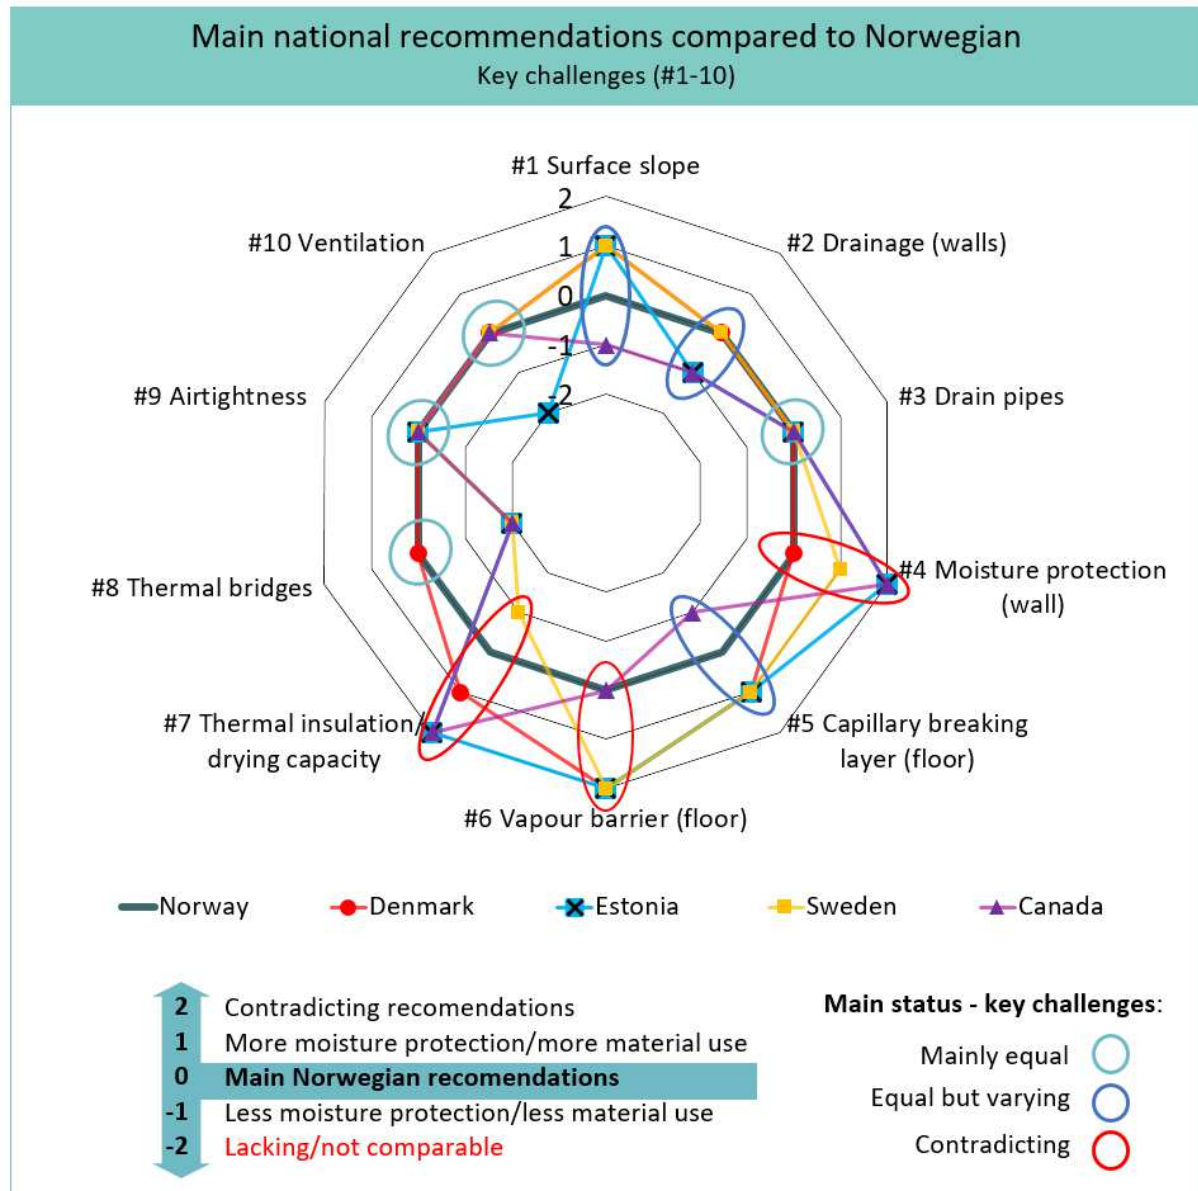 Main national recommendations compared to Norwegian
Key challenges (#1-10)
#1 Surface slope
2
1
0
-1
-2
#10 Ventilation
#2 Drainage (walls)
#9 Airtightness
#3 Drain pipes
#8 Thermal bridges
#4 Moisture protection
(wall)
#7 Thermal insulation/
drying capacity
#5 Capillary breaking
layer (floor)
#6 Vapour barrier (floor)
Norway
Denmark
Estonia
Sweden
Canada
2 Contradicting recomendations
1 More moisture protection/more material use
0 Main Norwegian recomendations
-1 Less moisture protection/less material use
-2 Lacking/not comparable
Main status - key challenges:
Mainly equal
Equal but varying
Contradicting